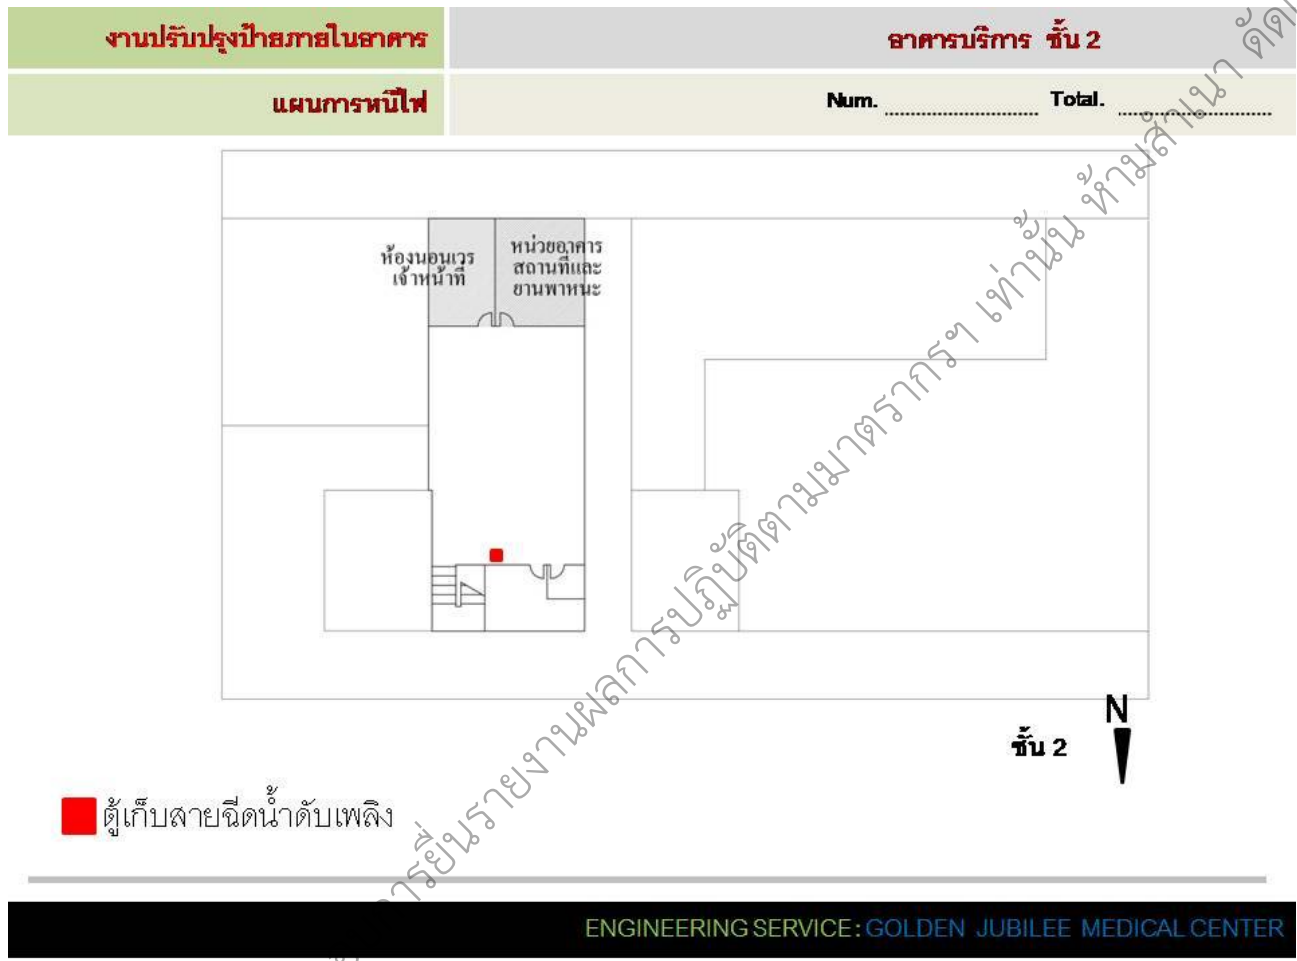 งานปรับปรุงป้ายภายในอาคาร
อาคารบริการ ชั้น 2
แผนการหนีไฟ
Num. Total.
ห้องนอนเวร
เจ้าหน้าที่
หน่วยอาคาร
สถานที่และ
ยานพาหนะ
N
ชั้น 2
ตู้เก็บสายฉีดน้ำดับเพลิง
การยื่นรายงานผลการปฏิบัติตามมาตรการฯ เท่านั้น ห้ามสำเนา
ENGINEERING SERVICE: GOLDEN JUBILEE MEDICAL CENTER